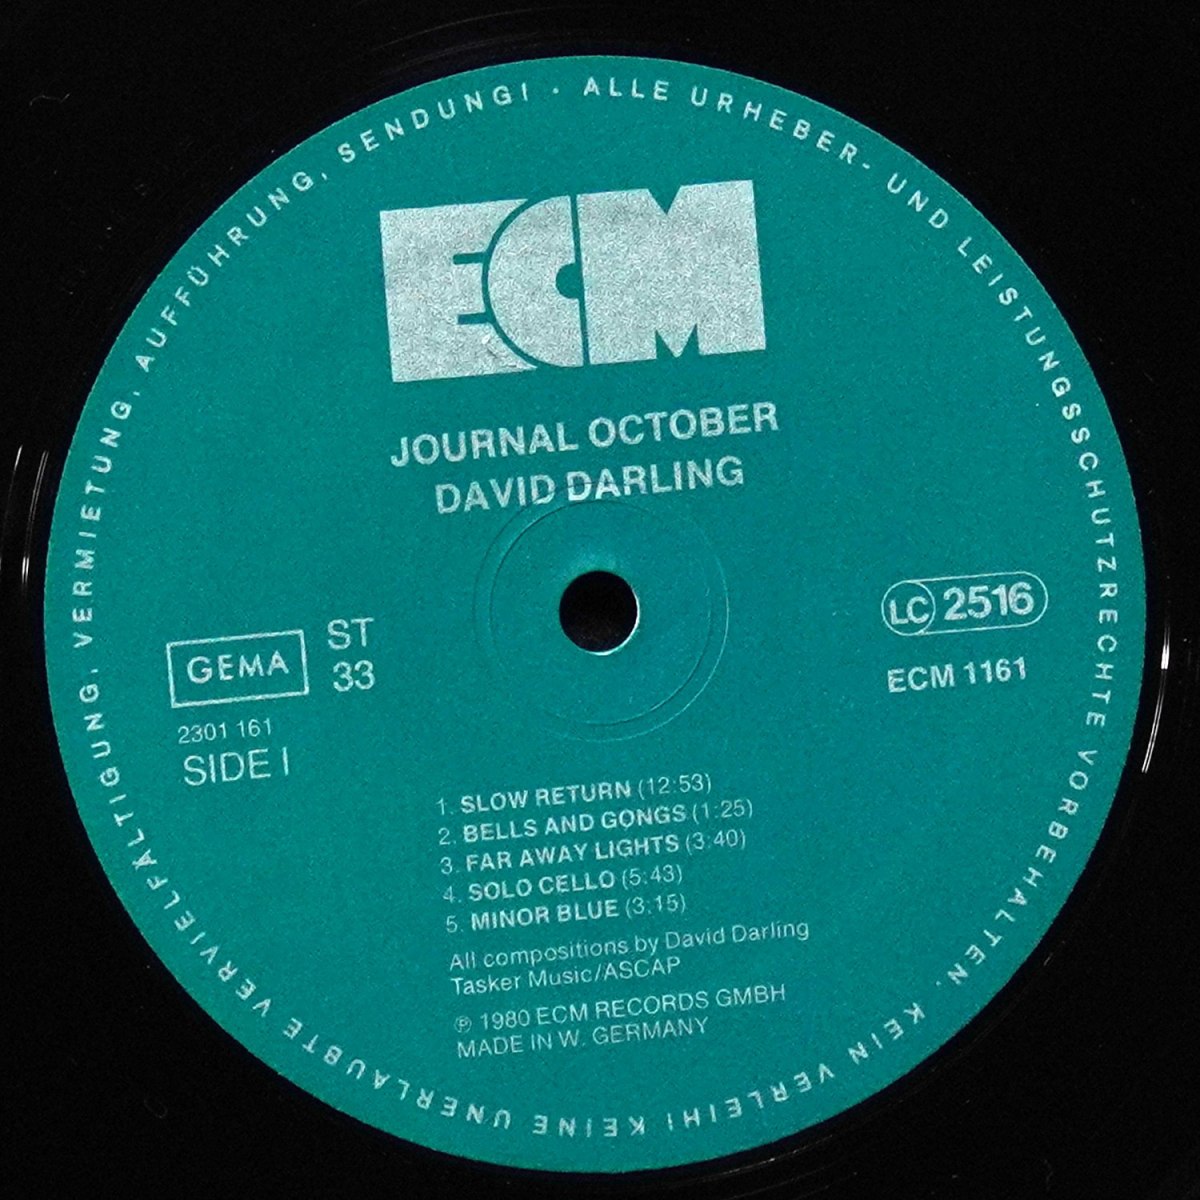 ALLE URHEBER- UND LEISTUNGSSCHUTZRECHTE VORBEHALTEN. KEIN VERLEIH! KEINE UNERLAUBTE VERVIELFÄLTIGUNG, VERMIETUNG, AUFFÜHRUNG, SENDUNG! ·
ECM
JOURNAL OCTOBER
DAVID DARLING
GEMA
ST
33
2301 161
SIDE I
LC 2516
ECM 1161
1. SLOW RETURN (12:53)
2. BELLS AND GONGS (1:25)
3. FAR AWAY LIGHTS (3:40)
4. SOLO CELLO (5:43)
5. MINOR BLUE (3:15)
All compositions by David Darling
Tasker Music/ASCAP
℗ 1980 ECM RECORDS GMBH
MADE IN W. GERMANY